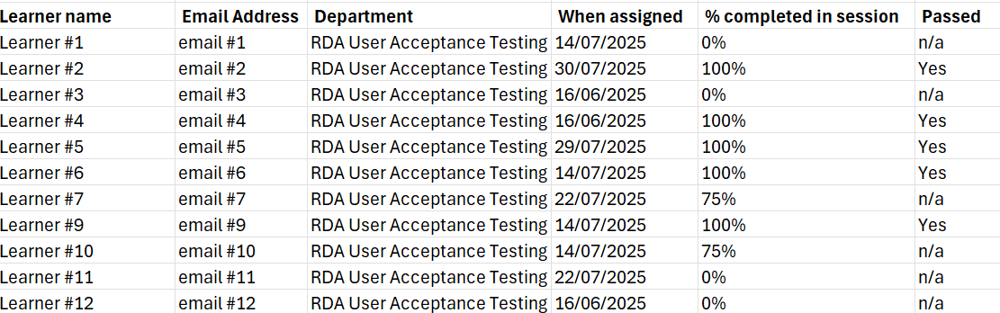 Learner name Email Address Department When assigned % completed in session Passed
Learner #1 email #1 RDA User Acceptance Testing 14/07/2025 0% n/a
Learner #2 email #2 RDA User Acceptance Testing 30/07/2025 100% Yes
Learner #3 email #3 RDA User Acceptance Testing 16/06/2025 0% n/a
Learner #4 email #4 RDA User Acceptance Testing 16/06/2025 100% Yes
Learner #5 email #5 RDA User Acceptance Testing 29/07/2025 100% Yes
Learner #6 email #6 RDA User Acceptance Testing 14/07/2025 100% Yes
Learner #7 email #7 RDA User Acceptance Testing 22/07/2025 75% n/a
Learner #9 email #9 RDA User Acceptance Testing 14/07/2025 100% Yes
Learner #10 email #10 RDA User Acceptance Testing 14/07/2025 75% n/a
Learner #11 email #11 RDA User Acceptance Testing 22/07/2025 0% n/a
Learner #12 email #12 RDA User Acceptance Testing 16/06/2025 0% n/a